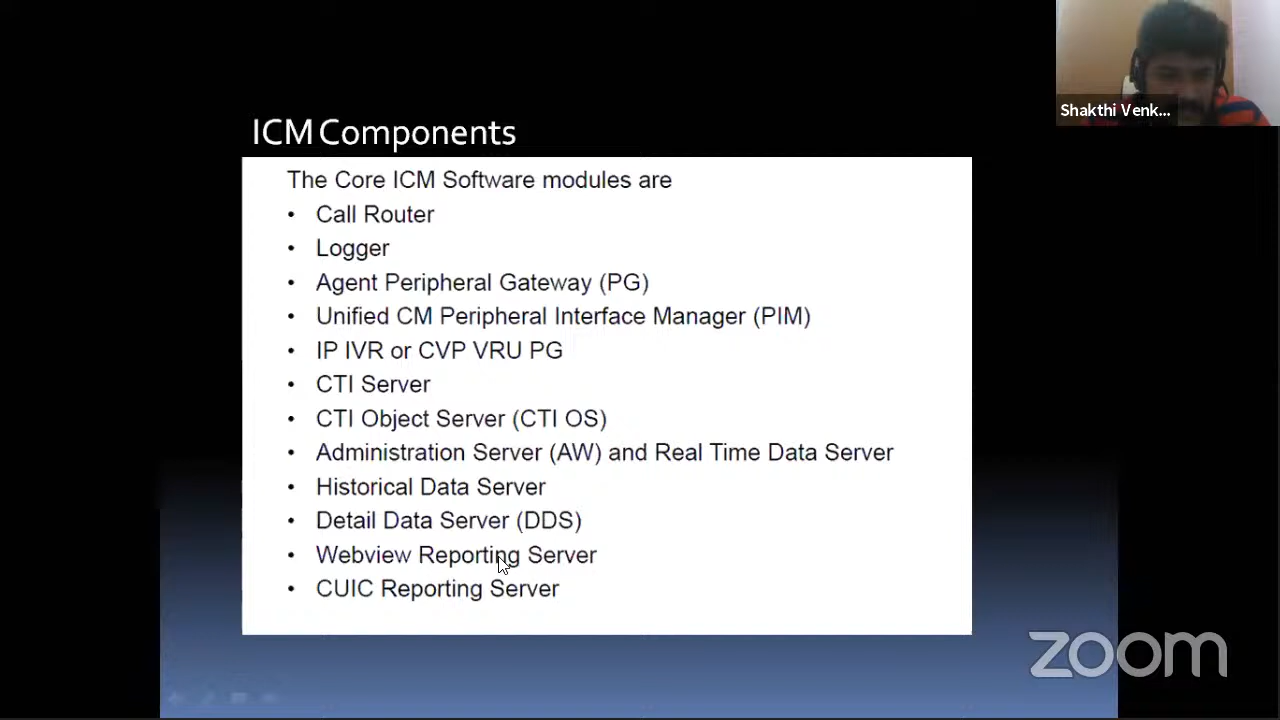 Shakthi Venk...
ICM Components
The Core ICM Software modules are
• Call Router
• Logger
• Agent Peripheral Gateway (PG)
• Unified CM Peripheral Interface Manager (PIM)
• IP IVR or CVP VRU PG
• CTI Server
• CTI Object Server (CTI OS)
• Administration Server (AW) and Real Time Data Server
• Historical Data Server
• Detail Data Server (DDS)
• Webview Reporting Server
• CUIC Reporting Server
zoom